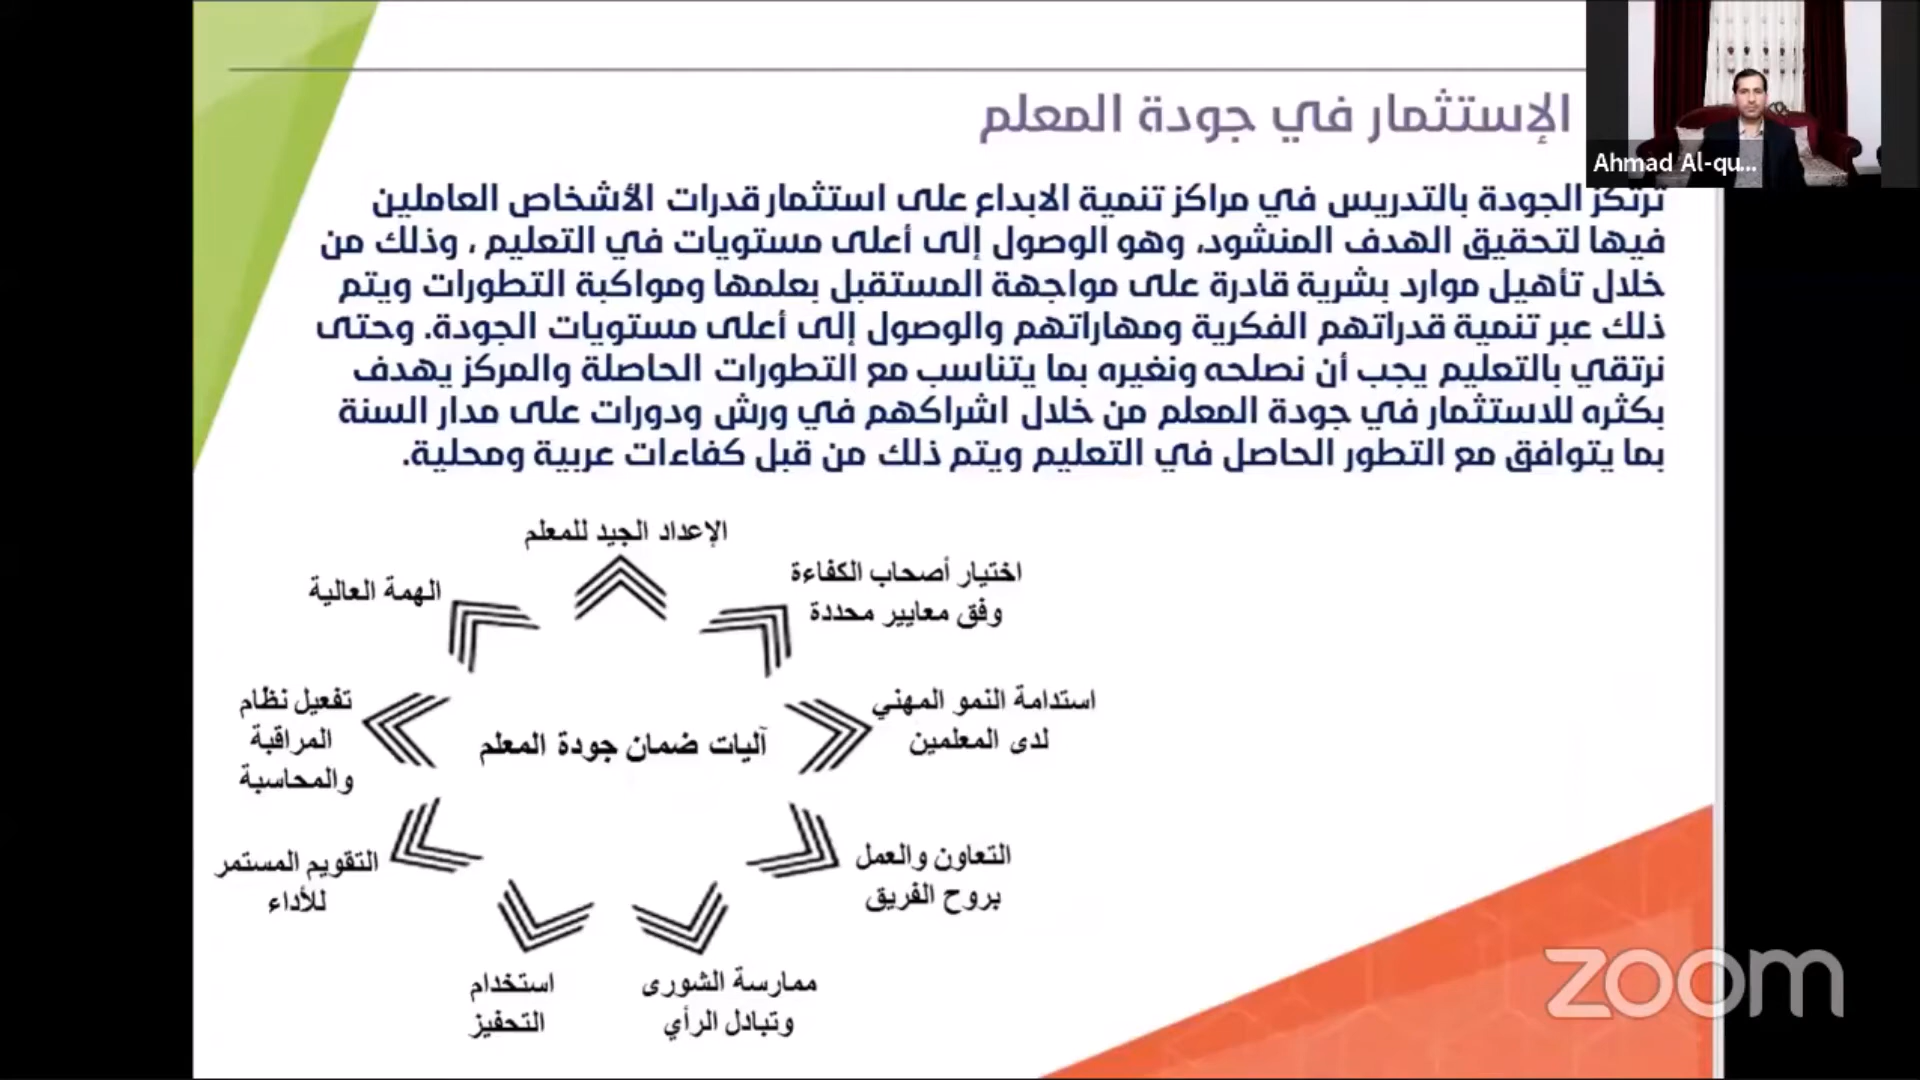 الإستثمار في جودة المعلم
Ahmad Al-qu...
ترتكز الجودة بالتدريس في مراكز تنمية الابداع على استثمار قدرات الأشخاص العاملين
فيها لتحقيق الهدف المنشود، وهو الوصول إلى أعلى مستويات في التعليم ، وذلك من
خلال تأهيل موارد بشرية قادرة على مواجهة المستقبل بعلمها ومواكبة التطورات ويتم
ذلك عبر تنمية قدراتهم الفكرية ومهاراتهم والوصول إلى أعلى مستويات الجودة. وحتى
نرتقي بالتعليم يجب أن نصلحه ونغيره بما يتناسب مع التطورات الحاصلة والمركز يهدف
بكثره للاستثمار في جودة المعلم من خلال اشراكهم في ورش ودورات على مدار السنة
بما يتوافق مع التطور الحاصل في التعليم ويتم ذلك من قبل كفاءات عربية ومحلية.
الإعداد الجيد للمعلم
اختيار أصحاب الكفاءة
وفق معايير محددة
استدامة النمو المهني
لدى المعلمين
التعاون والعمل
بروح الفريق
ممارسة الشورى
وتبادل الرأي
استخدام
التحفيز
التقويم المستمر
للأداء
تفعيل نظام
المراقبة
والمحاسبة
الهمة العالية
آليات ضمان جودة المعلم
zoom